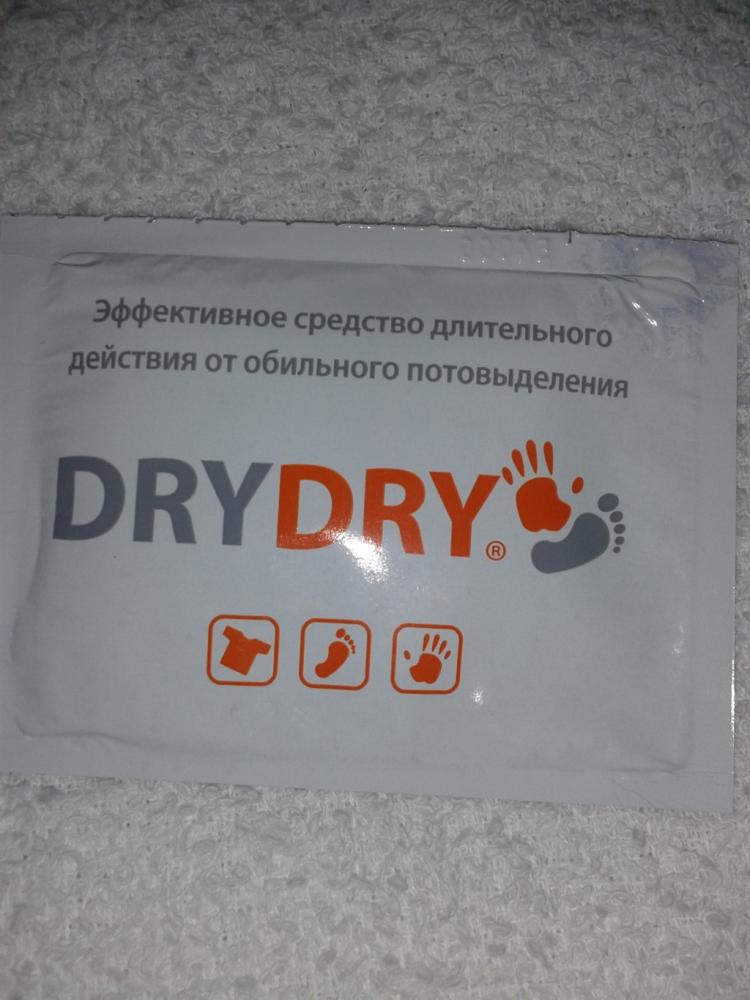 Эффективное средство длительного
действия от обильного потовыделения
DRYDRY®